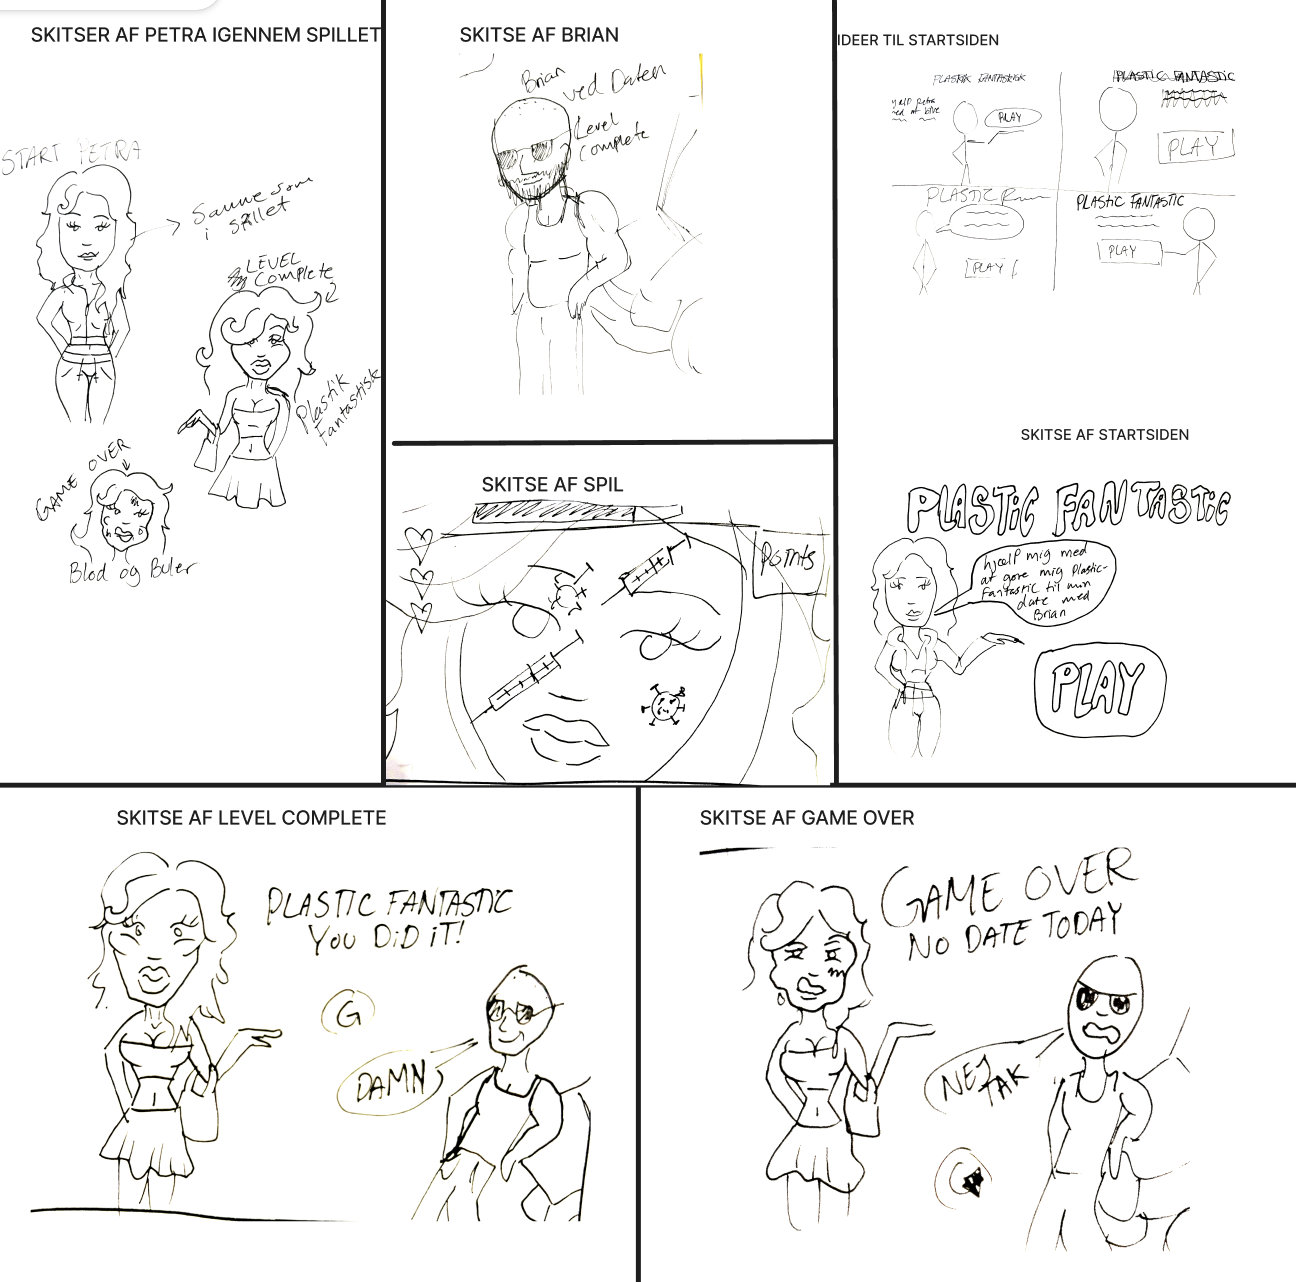 SKITSER AF PETRA IGENNEM SPILLET
START PETRA
Samme som
i spillet
LEVEL
Complete
Plastik
Fantastisk
GAME OVER
Blod og Buler
SKITSE AF BRIAN
Brian
ved Daten
Level
Complete
IDEER TIL STARTSIDEN
PLASTIK FANTASTISK
hjælp Petra
med at blive
PLAY
PLASTIC FANTASTIC
PLAY
PLASTIC
PLAY
PLASTIC FANTASTIC
PLAY
SKITSE AF SPIL
Points
SKITSE AF STARTSIDEN
PLASTIC FANTASTIC
hjælp mig med
at gøre mig Plastic-
Fantastic til min
date med
Brian
PLAY
SKITSE AF LEVEL COMPLETE
PLASTIC FANTASTIC
YOU DID IT!
G
DAMN
SKITSE AF GAME OVER
GAME OVER
NO DATE TODAY
NEJ
TAK